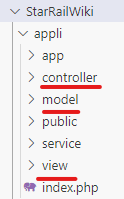 StarRailWiki
appli
app
controller
model
public
service
view
index.php